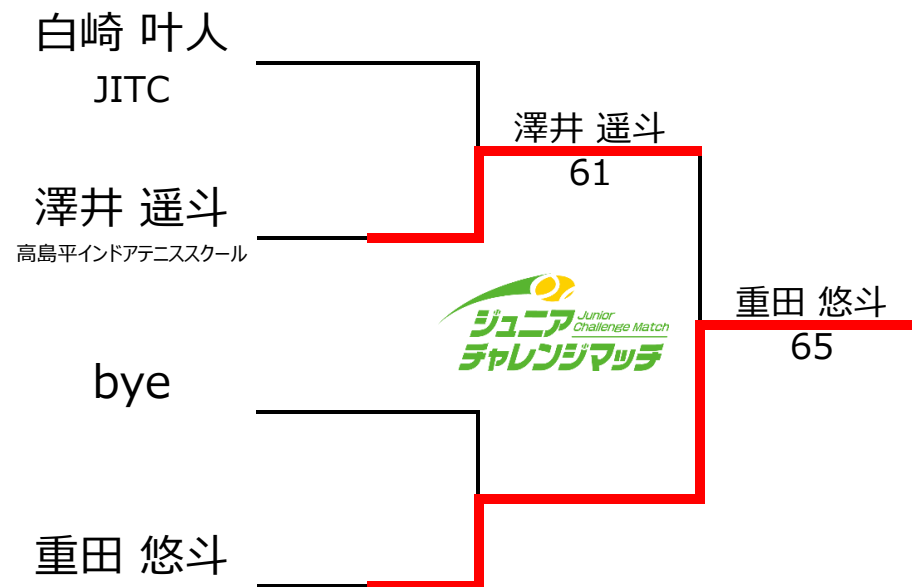 白崎 叶人
JITC
澤井 遥斗
61
澤井 遥斗
高島平インドアテニススクール
ジュニア Junior Challenge Match
チャレンジマッチ
重田 悠斗
65
bye
重田 悠斗